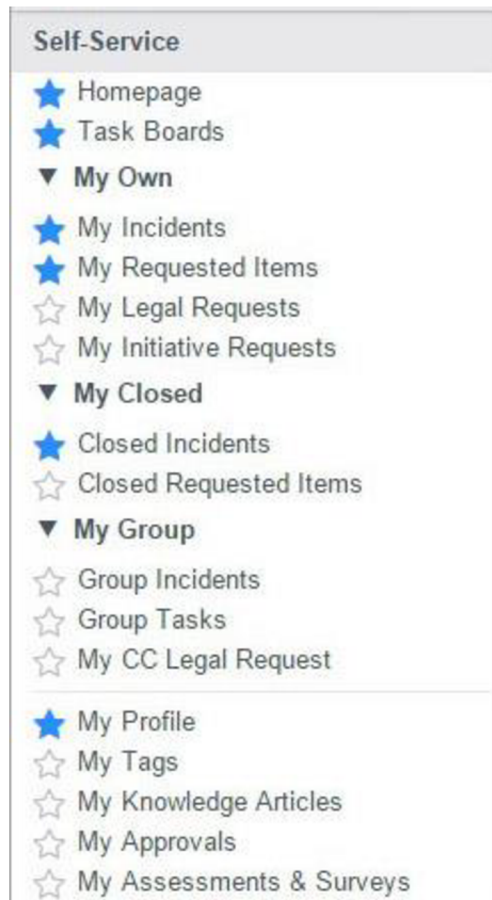 Self-Service
Homepage
Task Boards
My Own
My Incidents
My Requested Items
My Legal Requests
My Initiative Requests
My Closed
Closed Incidents
Closed Requested Items
My Group
Group Incidents
Group Tasks
My CC Legal Request
My Profile
My Tags
My Knowledge Articles
My Approvals
My Assessments & Surveys